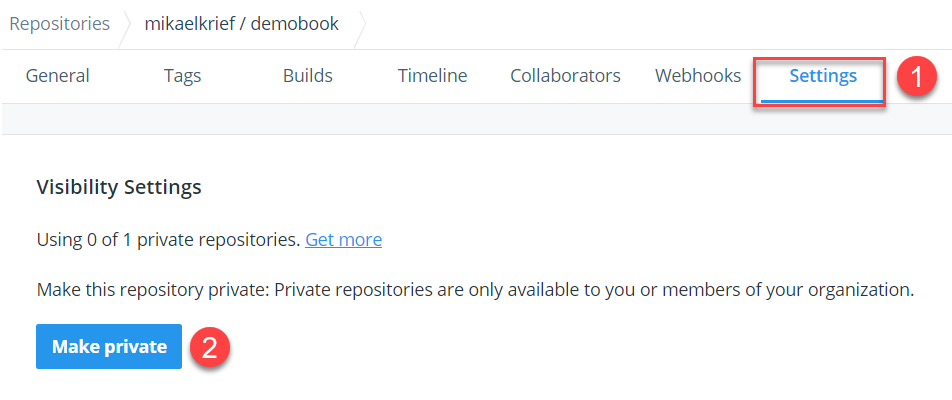 Repositories mikaelkrief / demobook
General Tags Builds Timeline Collaborators Webhooks Settings 1
Visibility Settings
Using 0 of 1 private repositories. Get more
Make this repository private: Private repositories are only available to you or members of your organization.
Make private 2